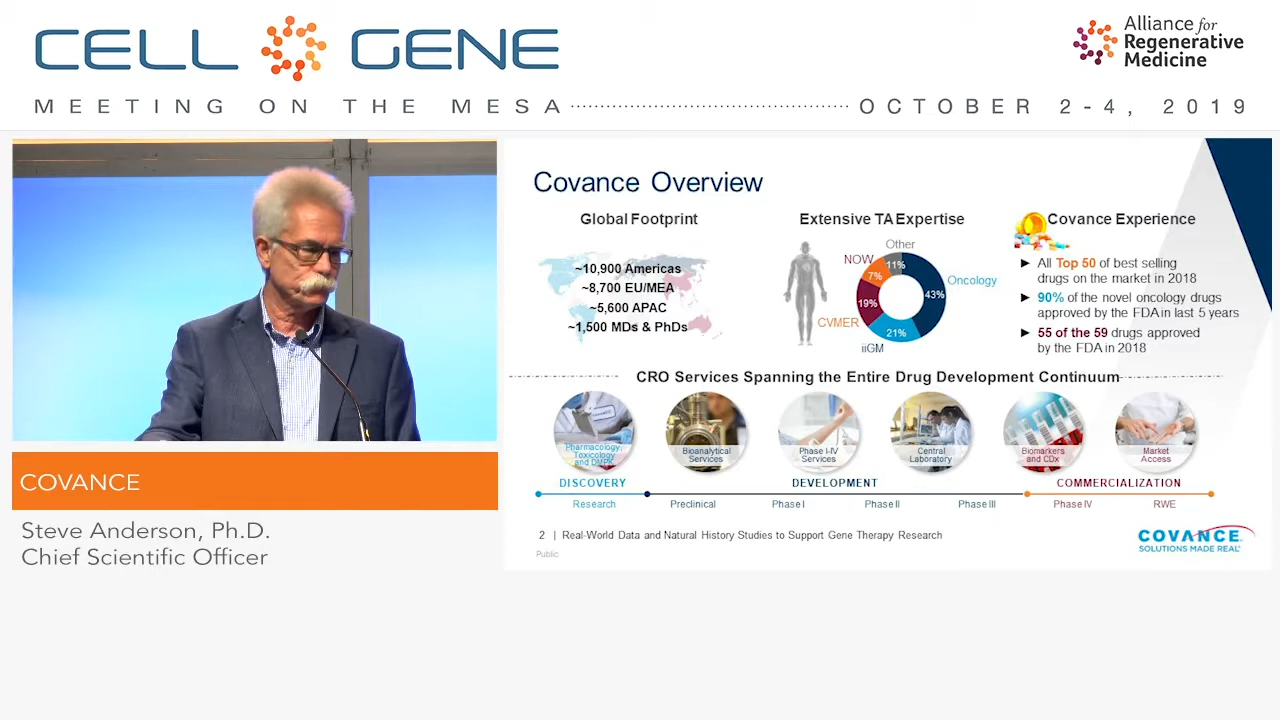 CELL GENE
Alliance for
Regenerative
Medicine
MEETING ON THE MESA
OCTOBER 2-4, 2019
COVANCE
Steve Anderson, Ph.D.
Chief Scientific Officer
Covance Overview
Global Footprint
~10,900 Americas
~8,700 EU/MEA
~5,600 APAC
~1,500 MDs & PhDs
Extensive TA Expertise
Other
11%
NOW
7%
Oncology
43%
19%
CVMER
21%
iiGM
Covance Experience
► All Top 50 of best selling
drugs on the market in 2018
► 90% of the novel oncology drugs
approved by the FDA in last 5 years
► 55 of the 59 drugs approved
by the FDA in 2018
CRO Services Spanning the Entire Drug Development Continuum
Pharmacology,
Toxicology
and DMPK
Bioanalytical
Services
Phase I-IV
Services
Central
Laboratory
Biomarkers
and CDx
Market
Access
DISCOVERY
DEVELOPMENT
COMMERCIALIZATION
Research
Preclinical
Phase I
Phase II
Phase III
Phase IV
RWE
2 | Real-World Data and Natural History Studies to Support Gene Therapy Research
Public
COVANCE
SOLUTIONS MADE REAL®